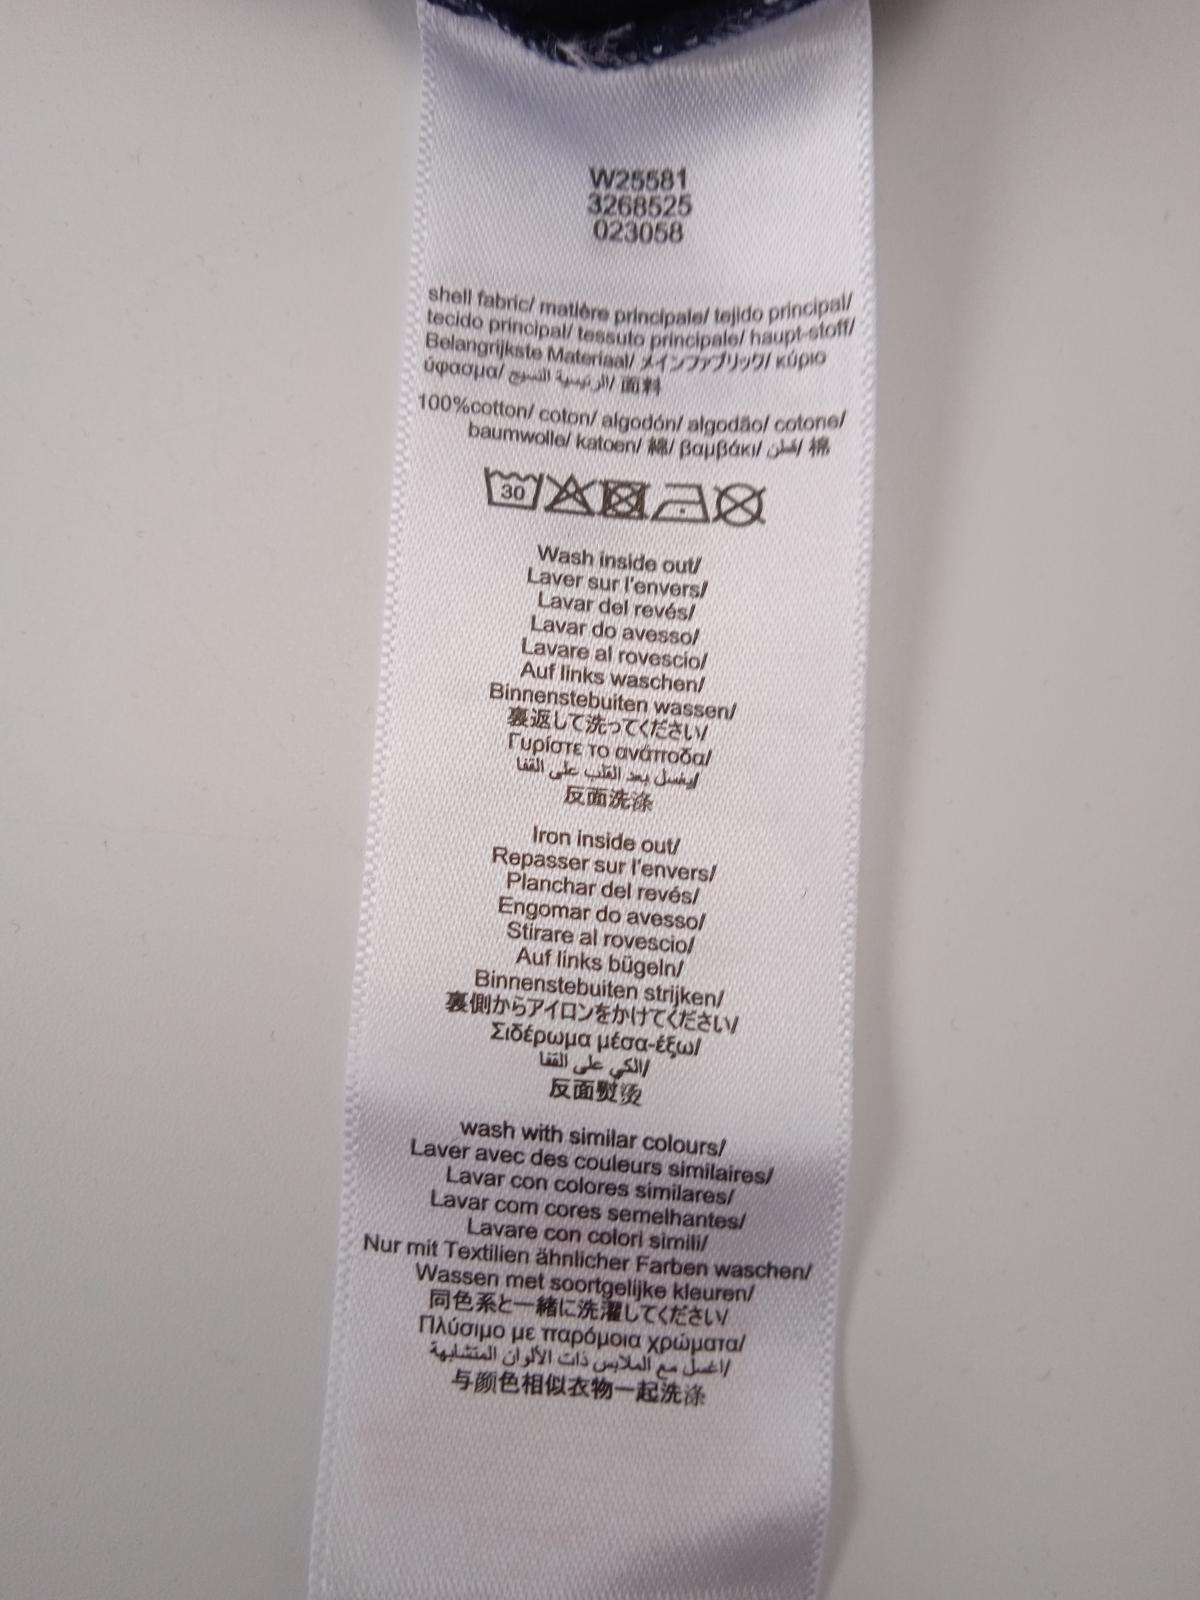 W25581
3268525
023058
shell fabric/ matière principale/ tejido principal/
tecido principal/ tessuto principale/ haupt-stoff/
Belangrijkste Materiaal/ メインファブリック/ κύριο
ύφασμα/ الرئيسية النسيج/ 面料
100%cotton/ coton/ algodón/ algodão/ cotone/
baumwolle/ katoen/ 綿/ βαμβάκι/ قطن/ 棉
30
Wash inside out/
Laver sur l'envers/
Lavar del revés/
Lavar do avesso/
Lavare al rovescio/
Auf links waschen/
Binnenstebuiten wassen/
裏返して洗ってください/
Γυρίστε το ανάποδα/
يغسل بعد القلب على القفا/
反面洗涤
Iron inside out/
Repasser sur l'envers/
Planchar del revés/
Engomar do avesso/
Stirare al rovescio/
Auf links bügeln/
Binnenstebuiten strijken/
裏側からアイロンをかけてください/
Σιδέρωμα μέσα-έξω/
الكي على القفا/
反面熨烫
wash with similar colours/
Laver avec des couleurs similaires/
Lavar con colores similares/
Lavar com cores semelhantes/
Lavare con colori simili/
Nur mit Textilien ähnlicher Farben waschen/
Wassen met soortgelijke kleuren/
同色系と一緒に洗濯してください/
Πλύσιμο με παρόμοια χρώματα/
اغسل مع الملابس ذات الألوان المتشابهة/
与颜色相似衣物一起洗涤